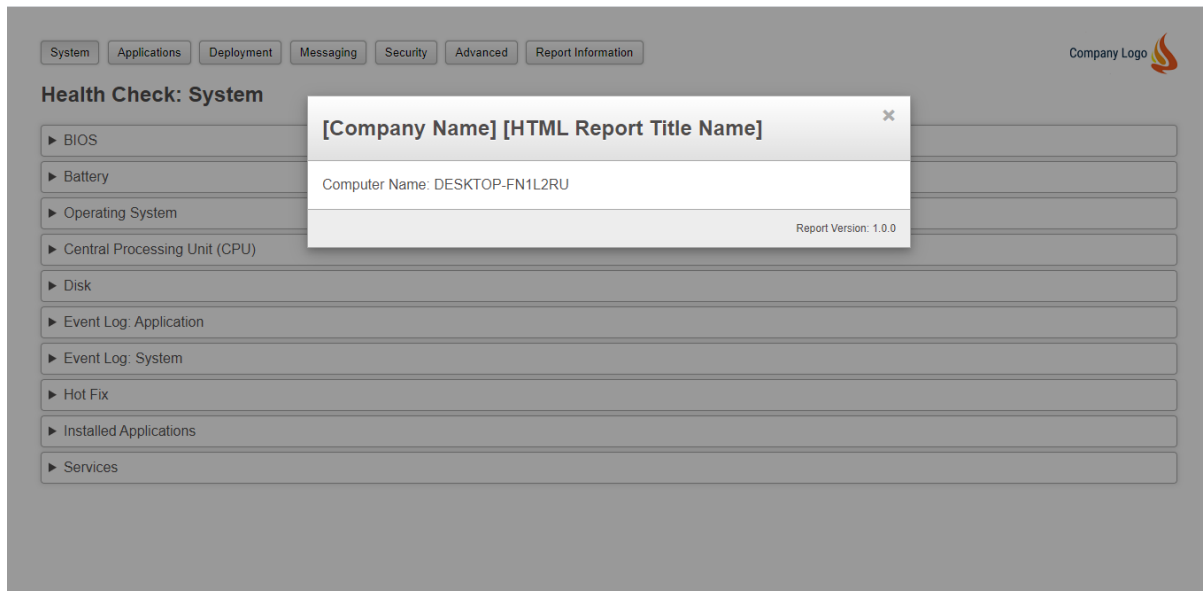 System Applications Deployment Messaging Security Advanced Report Information
Company Logo
Health Check: System
[Company Name] [HTML Report Title Name]
×
Computer Name: DESKTOP-FN1L2RU
Report Version: 1.0.0
BIOS
Battery
Operating System
Central Processing Unit (CPU)
Disk
Event Log: Application
Event Log: System
Hot Fix
Installed Applications
Services